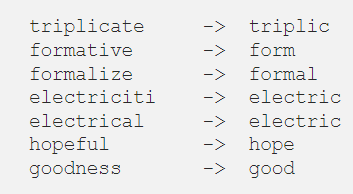 triplicate -> triplic
formative -> form
formalize -> formal
electriciti -> electric
electrical -> electric
hopeful -> hope
goodness -> good